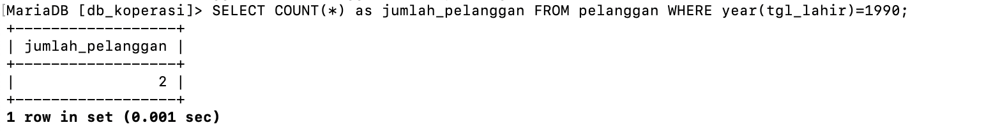 MariaDB [db_koperasi]> SELECT COUNT(*) as jumlah_pelanggan FROM pelanggan WHERE year(tgl_lahir)=1990;
+------------------+
| jumlah_pelanggan |
+------------------+
|                2 |
+------------------+
1 row in set (0.001 sec)